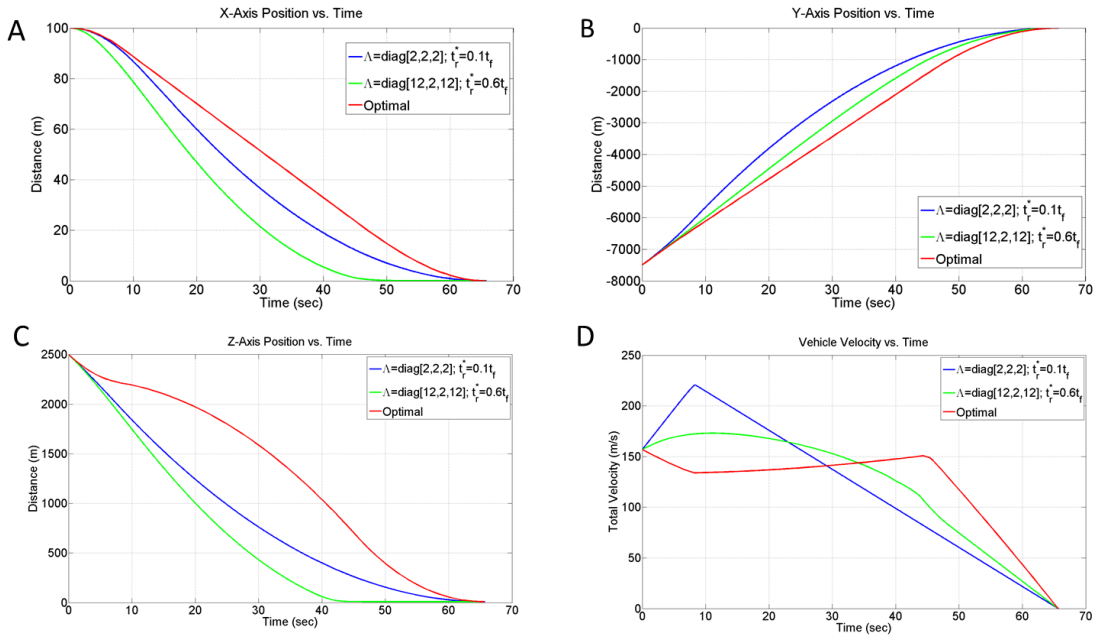 A
X-Axis Position vs. Time
100
80
60
40
20
0
0 10 20 30 40 50 60 70
Distance (m)
Time (sec)
Λ=diag[2,2,2]; t*r=0.1tf
Λ=diag[12,2,12]; t*r=0.6tf
Optimal
B
Y-Axis Position vs. Time
0
-1000
-2000
-3000
-4000
-5000
-6000
-7000
-8000
0 10 20 30 40 50 60 70
Distance (m)
Time (sec)
Λ=diag[2,2,2]; t*r=0.1tf
Λ=diag[12,2,12]; t*r=0.6tf
Optimal
C
Z-Axis Position vs. Time
2500
2000
1500
1000
500
0
0 10 20 30 40 50 60 70
Distance (m)
Time (sec)
Λ=diag[2,2,2]; t*r=0.1tf
Λ=diag[12,2,12]; t*r=0.6tf
Optimal
D
Vehicle Velocity vs. Time
250
200
150
100
50
0
0 10 20 30 40 50 60 70
Total Velocity (m/s)
Time (sec)
Λ=diag[2,2,2]; t*r=0.1tf
Λ=diag[12,2,12]; t*r=0.6tf
Optimal